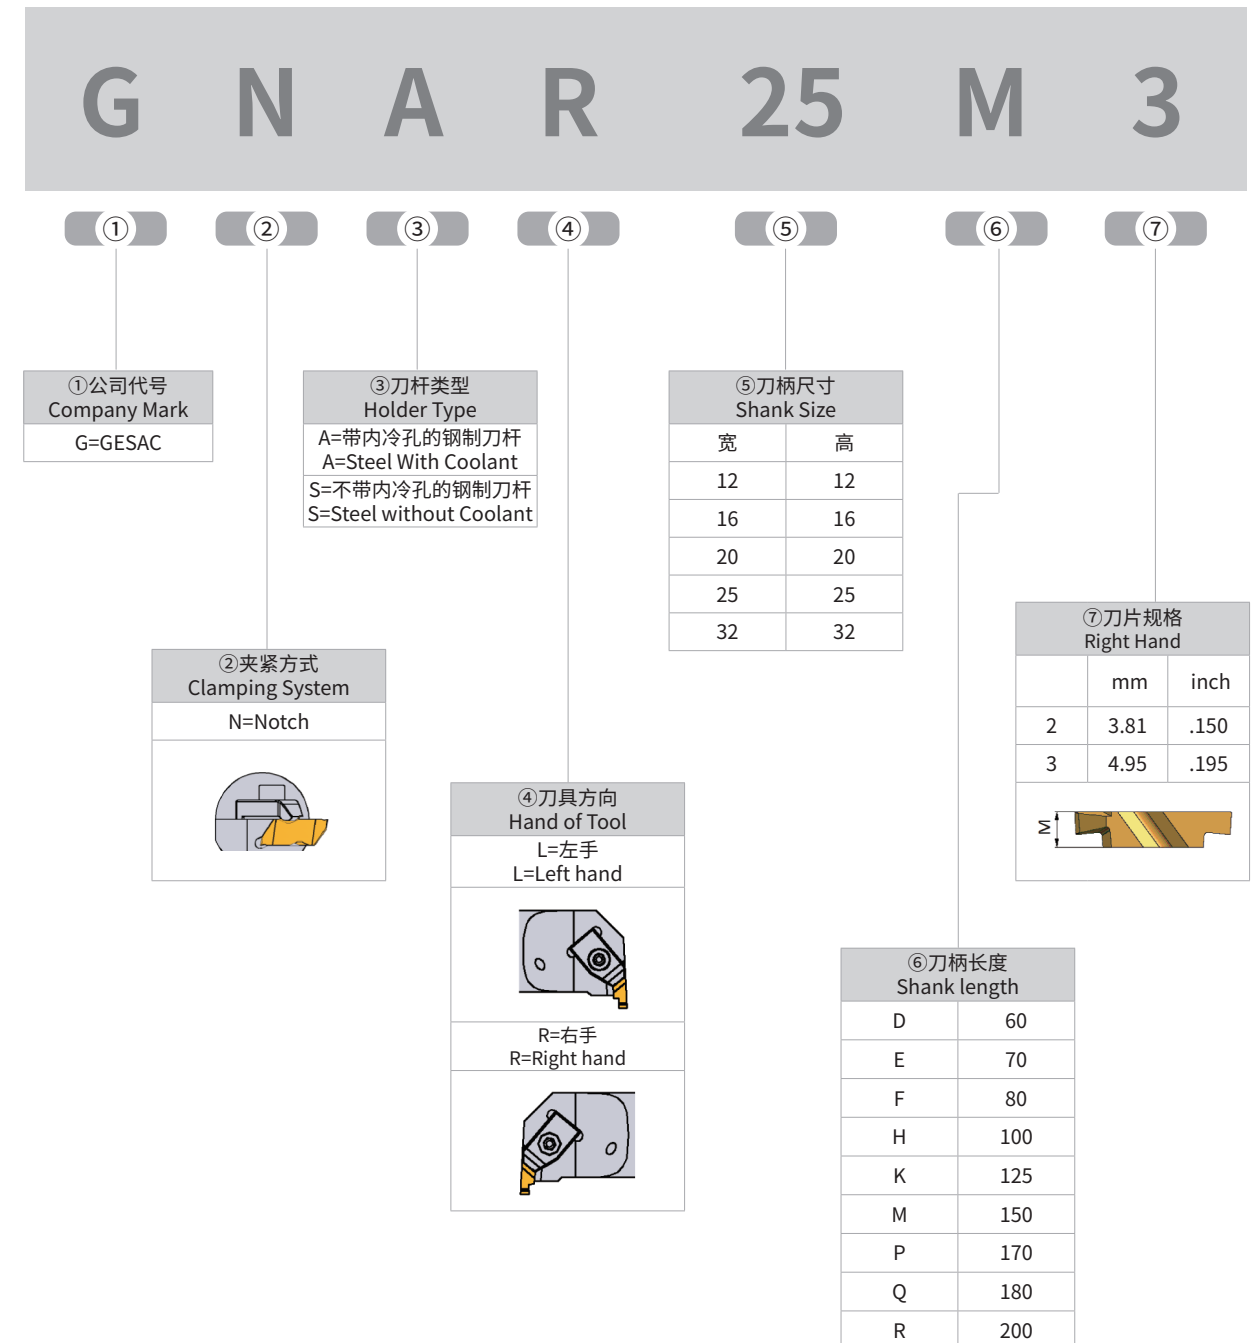 G N A R 25 M 3
① ② ③ ④ ⑤ ⑥ ⑦
①公司代号
Company Mark
G=GESAC
②夹紧方式
Clamping System
N=Notch
③刀杆类型
Holder Type
A=带内冷孔的钢制刀杆
A=Steel With Coolant
S=不带内冷孔的钢制刀杆
S=Steel without Coolant
④刀具方向
Hand of Tool
L=左手
L=Left hand
R=右手
R=Right hand
⑤刀柄尺寸
Shank Size
宽 高
12 12
16 16
20 20
25 25
32 32
⑥刀柄长度
Shank length
D 60
E 70
F 80
H 100
K 125
M 150
P 170
Q 180
R 200
⑦刀片规格
Right Hand
mm inch
2 3.81 .150
3 4.95 .195
M